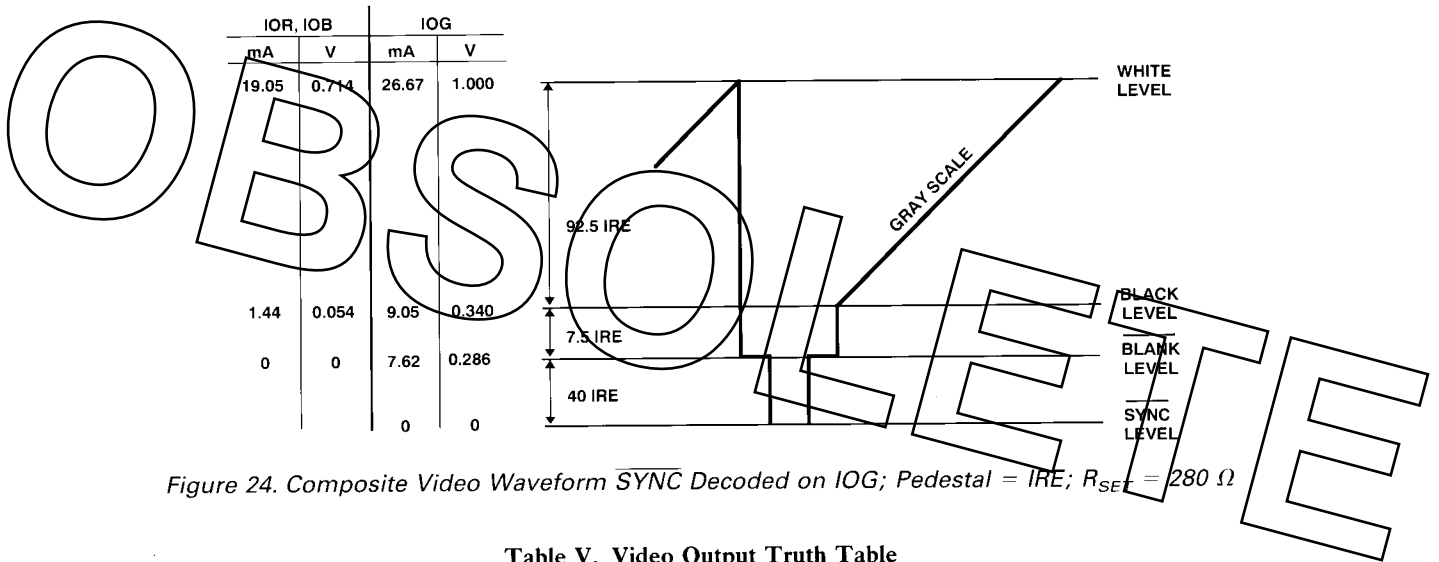 IOR, IOB IOG
mA V mA V
19.05 0.714 26.67 1.000
WHITE
LEVEL
GRAY SCALE
92.5 IRE
1.44 0.054 9.05 0.340
BLACK
LEVEL
7.5 IRE
0 0 7.62 0.286
BLANK
LEVEL
40 IRE
0 0
SYNC
LEVEL
OBSOLETE
Figure 24. Composite Video Waveform SYNC Decoded on IOG; Pedestal = IRE; RSET = 280 Ω
Table V. Video Output Truth Table